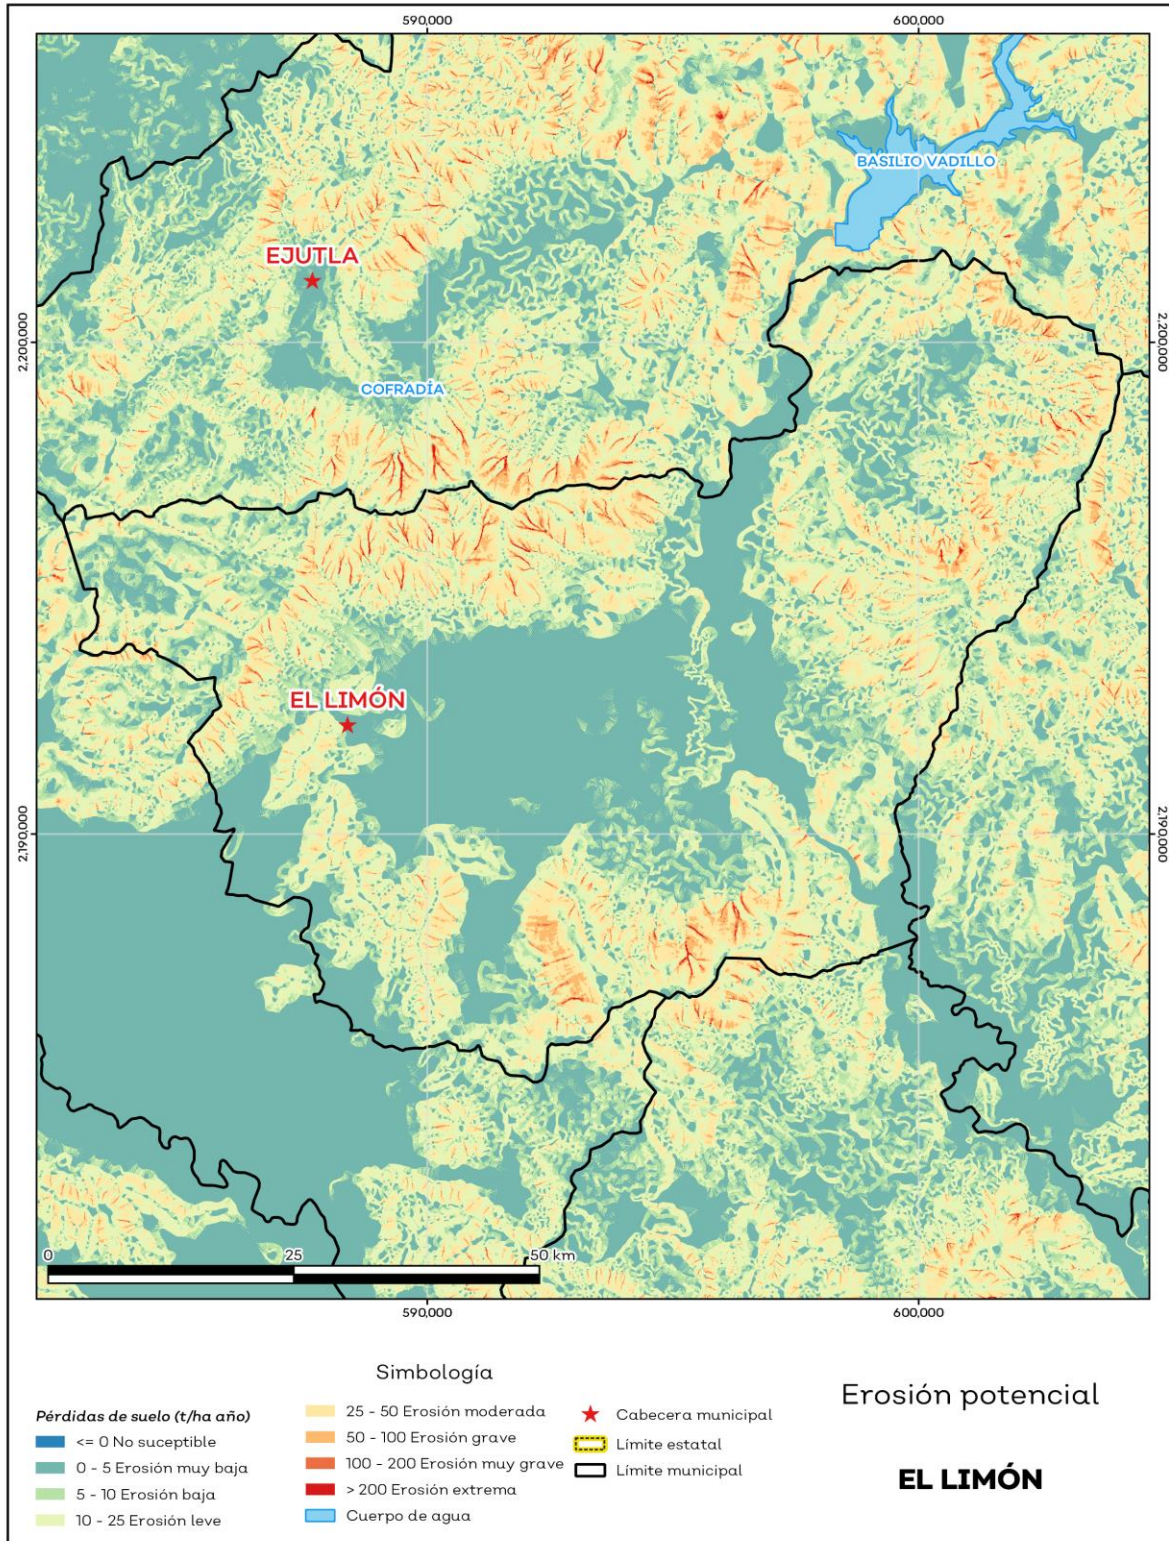 590,000
600,000
BASILIO VADILLO
EJUTLA
2,200,000
2,200,000
COFRADÍA
EL LIMÓN
2,190,000
2,190,000
0
25
50 km
590,000
600,000
Simbología
Pérdidas de suelo (t/ha año)
<= 0 No suceptible
0 - 5 Erosión muy baja
5 - 10 Erosión baja
10 - 25 Erosión leve
25 - 50 Erosión moderada
50 - 100 Erosión grave
100 - 200 Erosión muy grave
> 200 Erosión extrema
Cuerpo de agua
Cabecera municipal
Límite estatal
Límite municipal
Erosión potencial
EL LIMÓN